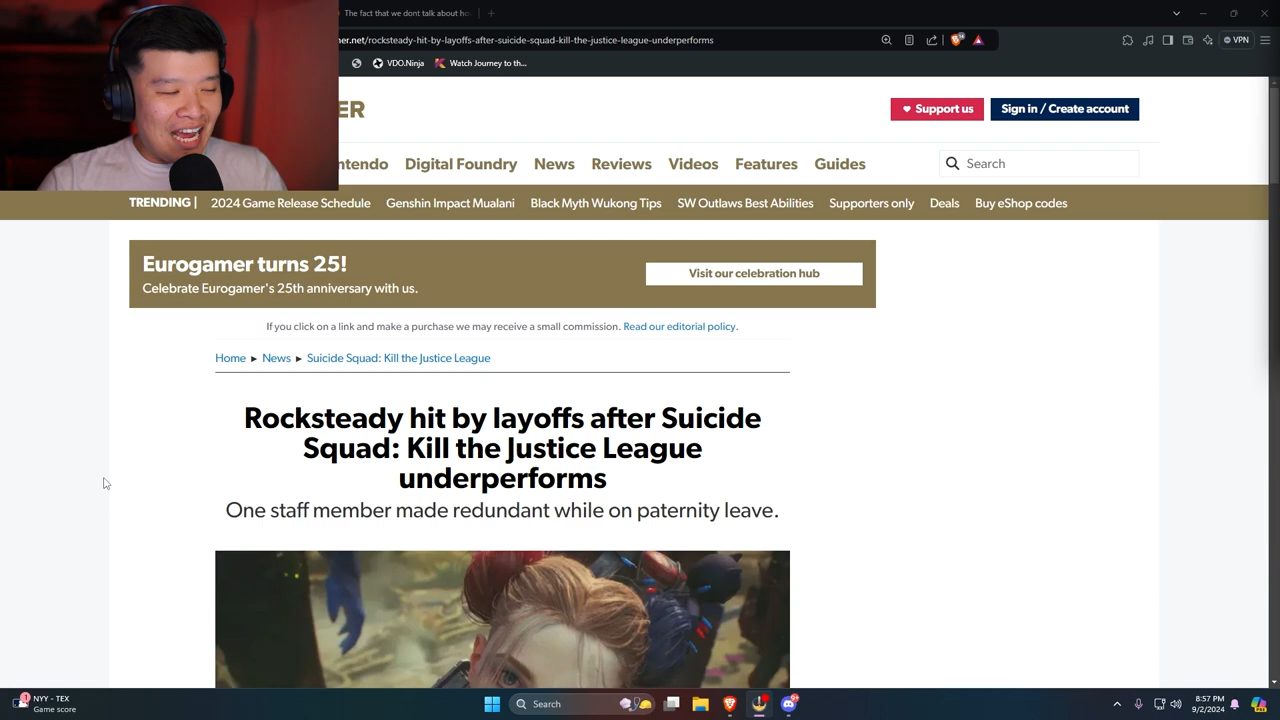 The fact that we dont talk about ho
ner.net/rocksteady-hit-by-layoffs-after-suicide-squad-kill-the-justice-league-underperforms
VPN
VDO.Ninja
Watch Journey to th...
ER
Support us
Sign in / Create account
ntendo
Digital Foundry
News
Reviews
Videos
Features
Guides
Search
TRENDING |
2024 Game Release Schedule
Genshin Impact Mualani
Black Myth Wukong Tips
SW Outlaws Best Abilities
Supporters only
Deals
Buy eShop codes
Eurogamer turns 25!
Celebrate Eurogamer's 25th anniversary with us.
Visit our celebration hub
If you click on a link and make a purchase we may receive a small commission. Read our editorial policy.
Home ▸ News ▸ Suicide Squad: Kill the Justice League
Rocksteady hit by layoffs after Suicide
Squad: Kill the Justice League
underperforms
One staff member made redundant while on paternity leave.
1
NYY - TEX
Game score
Search
8:57 PM
9/2/2024